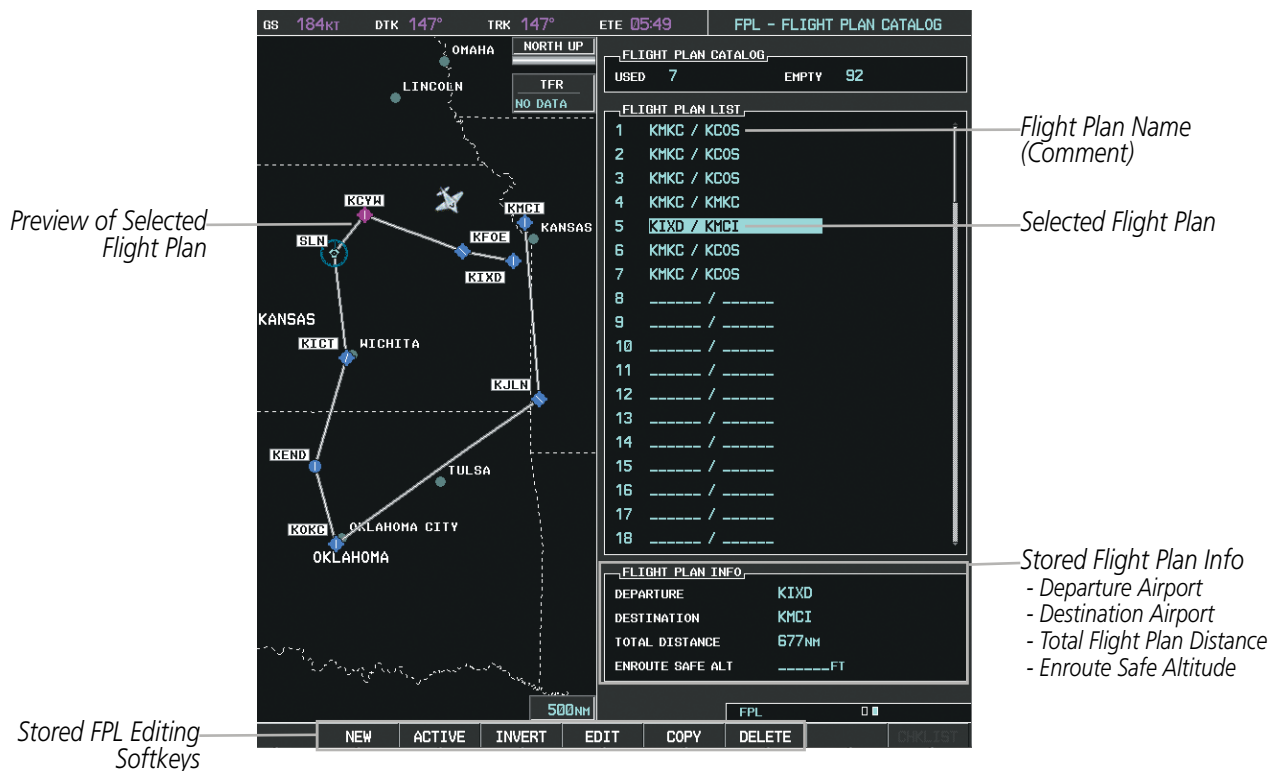 GS 184KT DTK 147° TRK 147° ETE 05:49 FPL – FLIGHT PLAN CATALOG
OMAHA
NORTH UP
LINCOLN
TFR
NO DATA
KCYW
KMCI
KANSAS
SLN
KFOE
KIXD
KANSAS
KICT
WICHITA
KJLN
KEND
TULSA
KOKC
OKLAHOMA CITY
OKLAHOMA
500NM
FLIGHT PLAN CATALOG
USED 7 EMPTY 92
FLIGHT PLAN LIST
1 KMKC / KCOS
2 KMKC / KCOS
3 KMKC / KCOS
4 KMKC / KMKC
5 KIXD / KMCI
6 KMKC / KCOS
7 KMKC / KCOS
8 ______ / ______
9 ______ / ______
10 ______ / ______
11 ______ / ______
12 ______ / ______
13 ______ / ______
14 ______ / ______
15 ______ / ______
16 ______ / ______
17 ______ / ______
18 ______ / ______
FLIGHT PLAN INFO
DEPARTURE KIXD
DESTINATION KMCI
TOTAL DISTANCE 677NM
ENROUTE SAFE ALT ______FT
FPL
NEW ACTIVE INVERT EDIT COPY DELETE CHKLIST
Preview of Selected
Flight Plan
Stored FPL Editing
Softkeys
Flight Plan Name
(Comment)
Selected Flight Plan
Stored Flight Plan Info
- Departure Airport
- Destination Airport
- Total Flight Plan Distance
- Enroute Safe Altitude